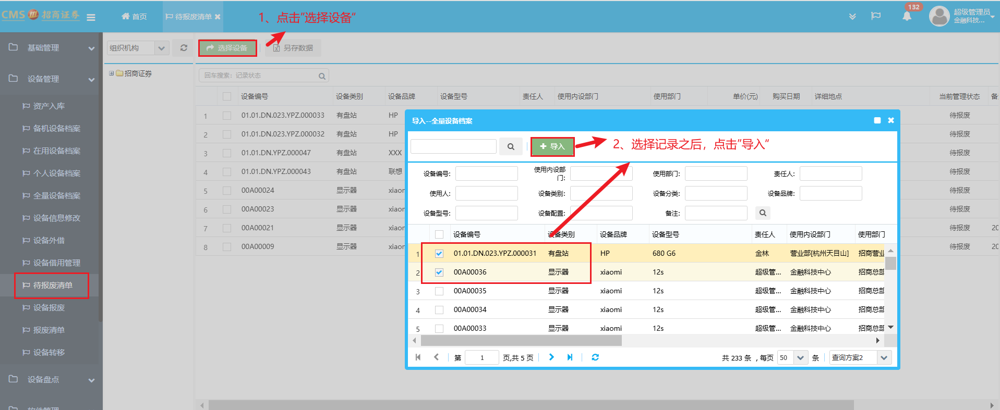 CMS 招商证券
首页
待报废清单
1、点击”选择设备“
132
超级管理员
金融科技...
基础管理
设备管理
资产入库
备机设备档案
在用设备档案
个人设备档案
全量设备档案
设备信息修改
设备外借
设备借用管理
待报废清单
设备报废
报废清单
设备转移
设备盘点
软件管理
组织机构
招商证券
选择设备
另存数据
回车搜索：记录状态
设备编号 设备类别 设备品牌 设备型号 责任人 使用内设部门 使用部门 单价(元) 购买日期 详细地点 当前管理状态 备
1 01.01.DN.023.YPZ.000033 有盘站 HP 待报废
2 01.01.DN.023.YPZ.000032 有盘站 HP 待报废
3 01.01.DN.YPZ.000047 有盘站 XXX 待报废
4 01.01.DN.YPZ.000043 有盘站 联想 待报废
5 00A00024 显示器 xiaor 待报废
6 00A00023 显示器 xiaor 待报废
7 00A00021 显示器 xiaor 待报废 20
8 00A00009 显示器 xiaor 待报废 20
导入--全量设备档案
导入
2、选择记录之后，点击”导入“
设备编号: 使用内设部门: 使用部门: 责任人:
使用人: 设备类别: 设备分类: 设备品牌:
设备型号: 设备配置: 备注:
设备编号 设备类别 设备品牌 设备型号 责任人 使用内设部门 使用部门
1 01.01.DN.023.YPZ.000031 有盘站 HP 680 G6 金林 营业部[杭州天目山] 招商营业
2 00A00036 显示器 xiaomi 12s 超级管... 金融科技中心 招商总部
3 00A00035 显示器 xiaomi 12s 超级管... 金融科技中心 招商总部
4 00A00034 显示器 xiaomi 12s 超级管... 金融科技中心 招商总部
5 00A00033 显示器 xiaomi 12s 超级管... 金融科技中心 招商总部
第 1 页,共 5 页
共 233 条 ，每页 50 条 查询方案2